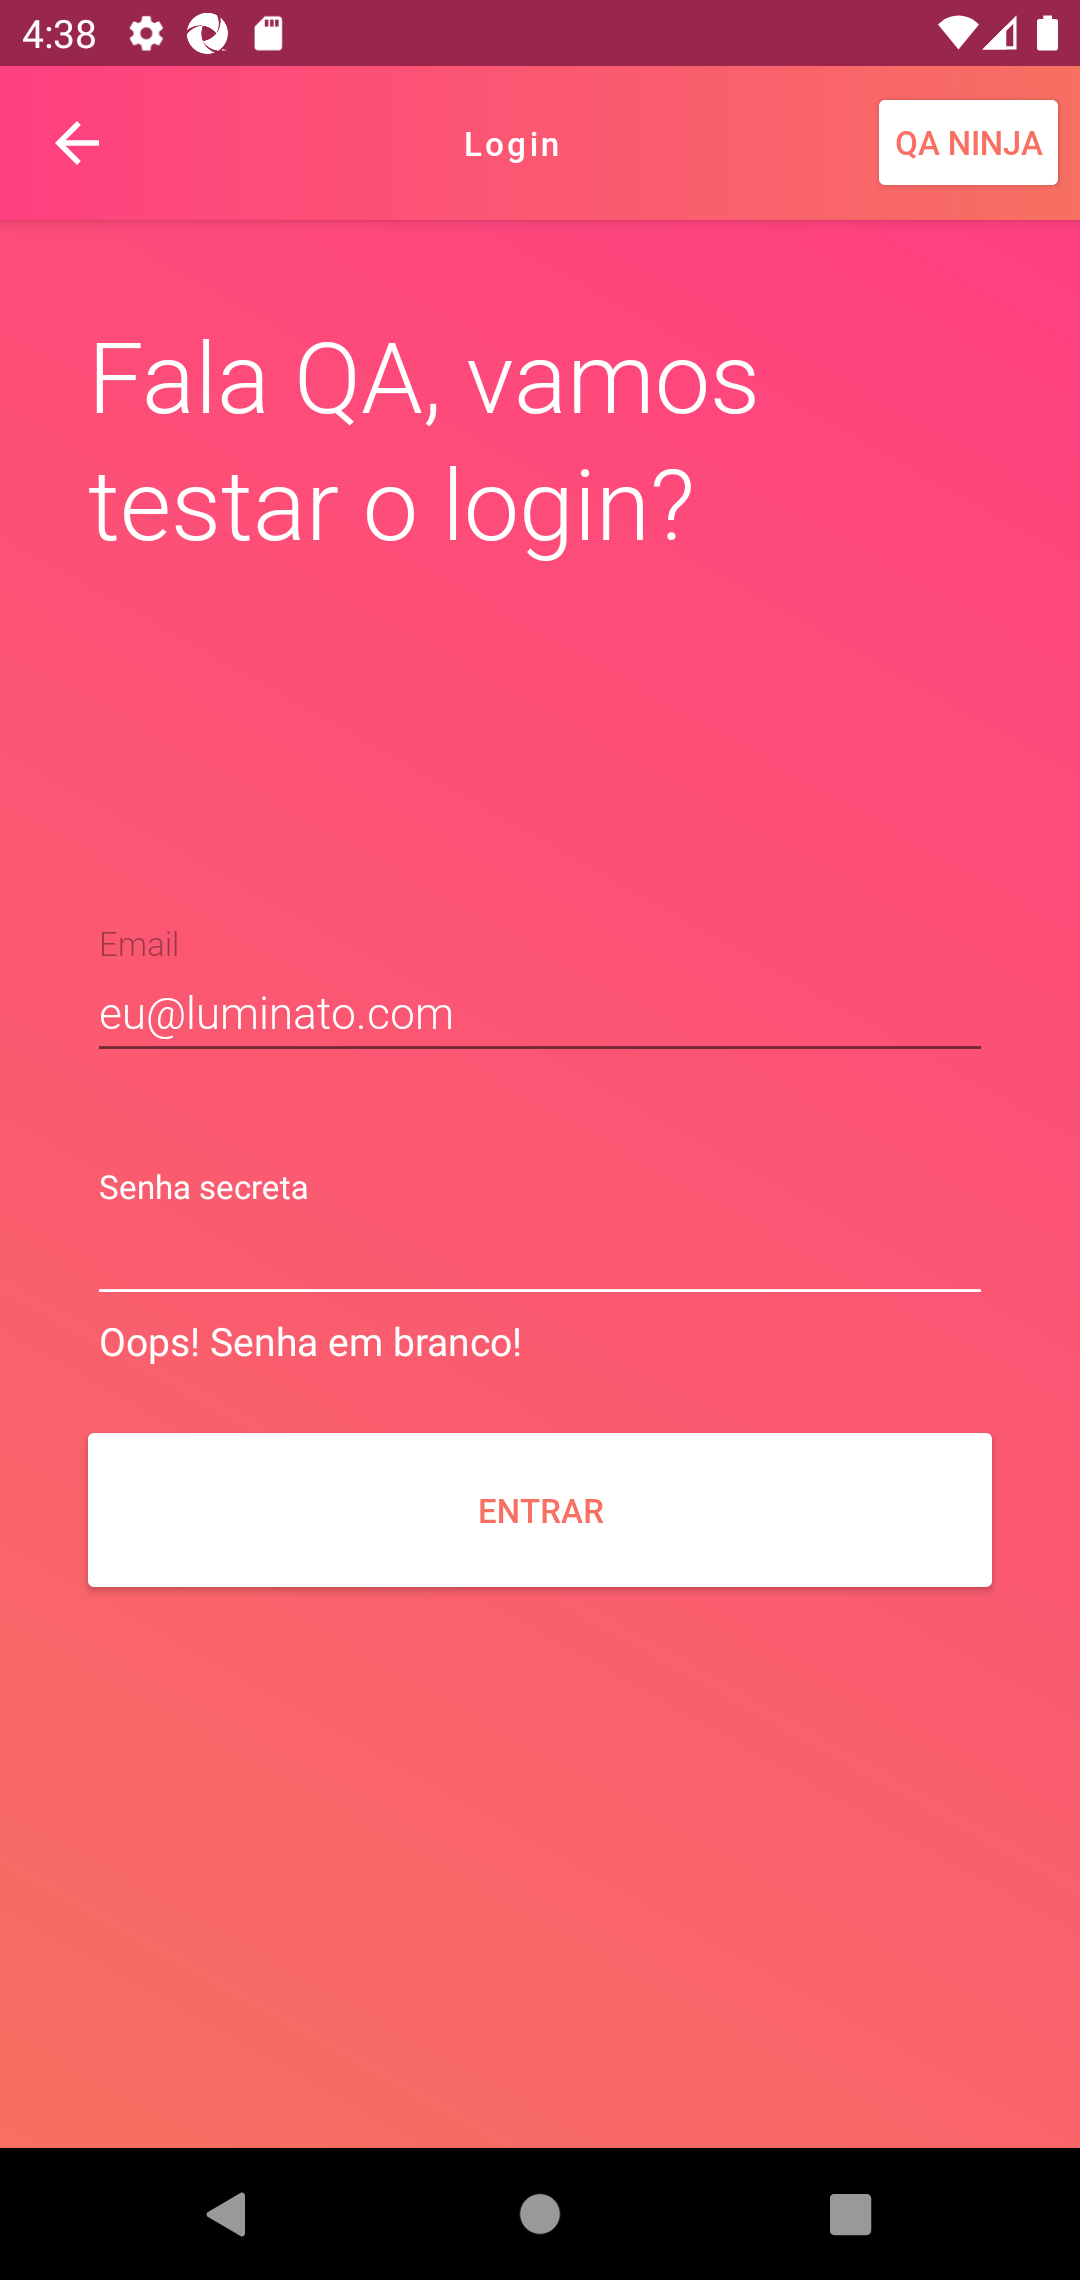 4:38
Login
QA NINJA
Fala QA, vamos
testar o login?
Email
eu@luminato.com
Senha secreta
Oops! Senha em branco!
ENTRAR